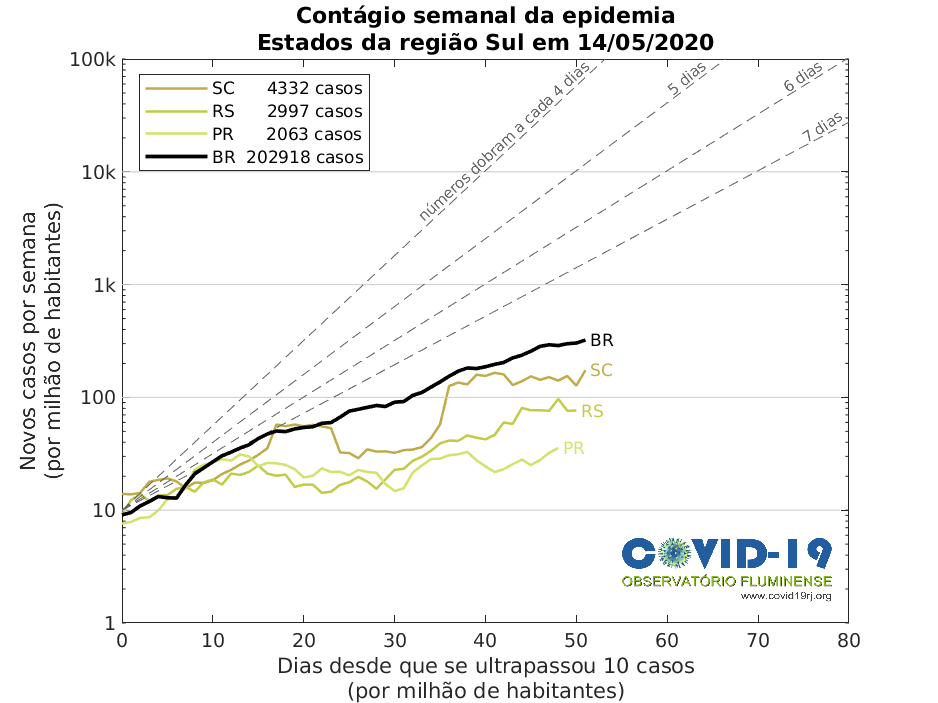 Contágio semanal da epidemia
Estados da região Sul em 14/05/2020
SC 4332 casos
RS 2997 casos
PR 2063 casos
BR 202918 casos
números dobram a cada 4 dias
5 dias
6 dias
7 dias
Novos casos por semana
(por milhão de habitantes)
100k
10k
1k
100
10
1
BR
SC
RS
PR
COVID-19
OBSERVATÓRIO FLUMINENSE
www.covid19rj.org
0 10 20 30 40 50 60 70 80
Dias desde que se ultrapassou 10 casos
(por milhão de habitantes)